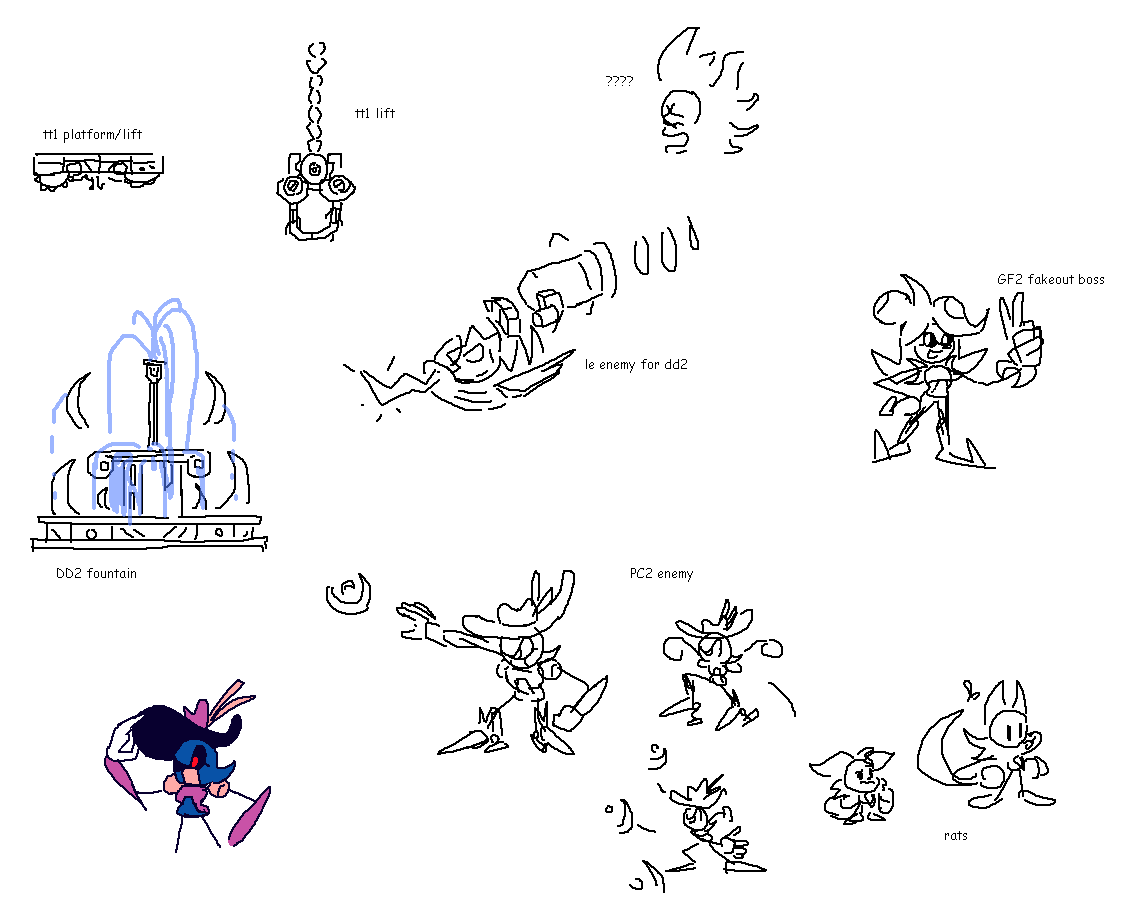 ????
tt1 lift
tt1 platform/lift
GF2 fakeout boss
le enemy for dd2
DD2 fountain
PC2 enemy
rats